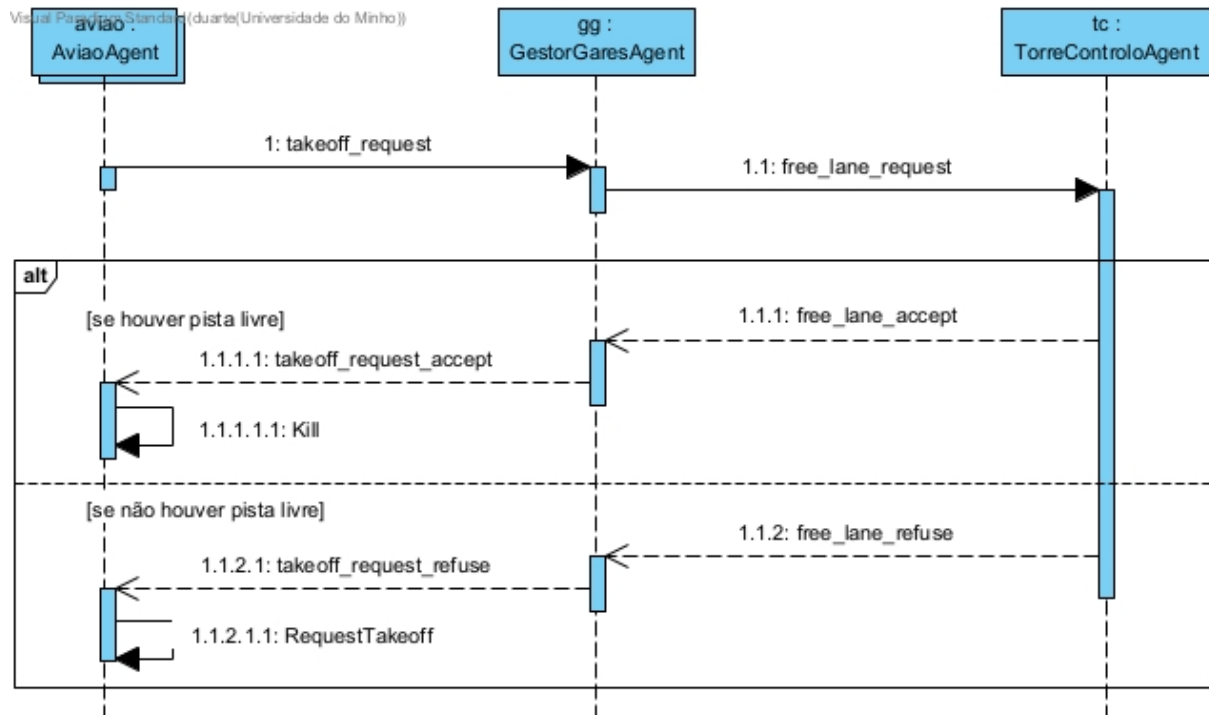 Visual Paradigm Standard (duarte(Universidade do Minho))
avião :
AviaoAgent
gg :
GestorGaresAgent
tc :
TorreControloAgent
1: takeoff_request
1.1: free_lane_request
alt
[se houver pista livre]
1.1.1: free_lane_accept
1.1.1.1: takeoff_request_accept
1.1.1.1.1: Kill
[se não houver pista livre]
1.1.2: free_lane_refuse
1.1.2.1: takeoff_request_refuse
1.1.2.1.1: RequestTakeoff